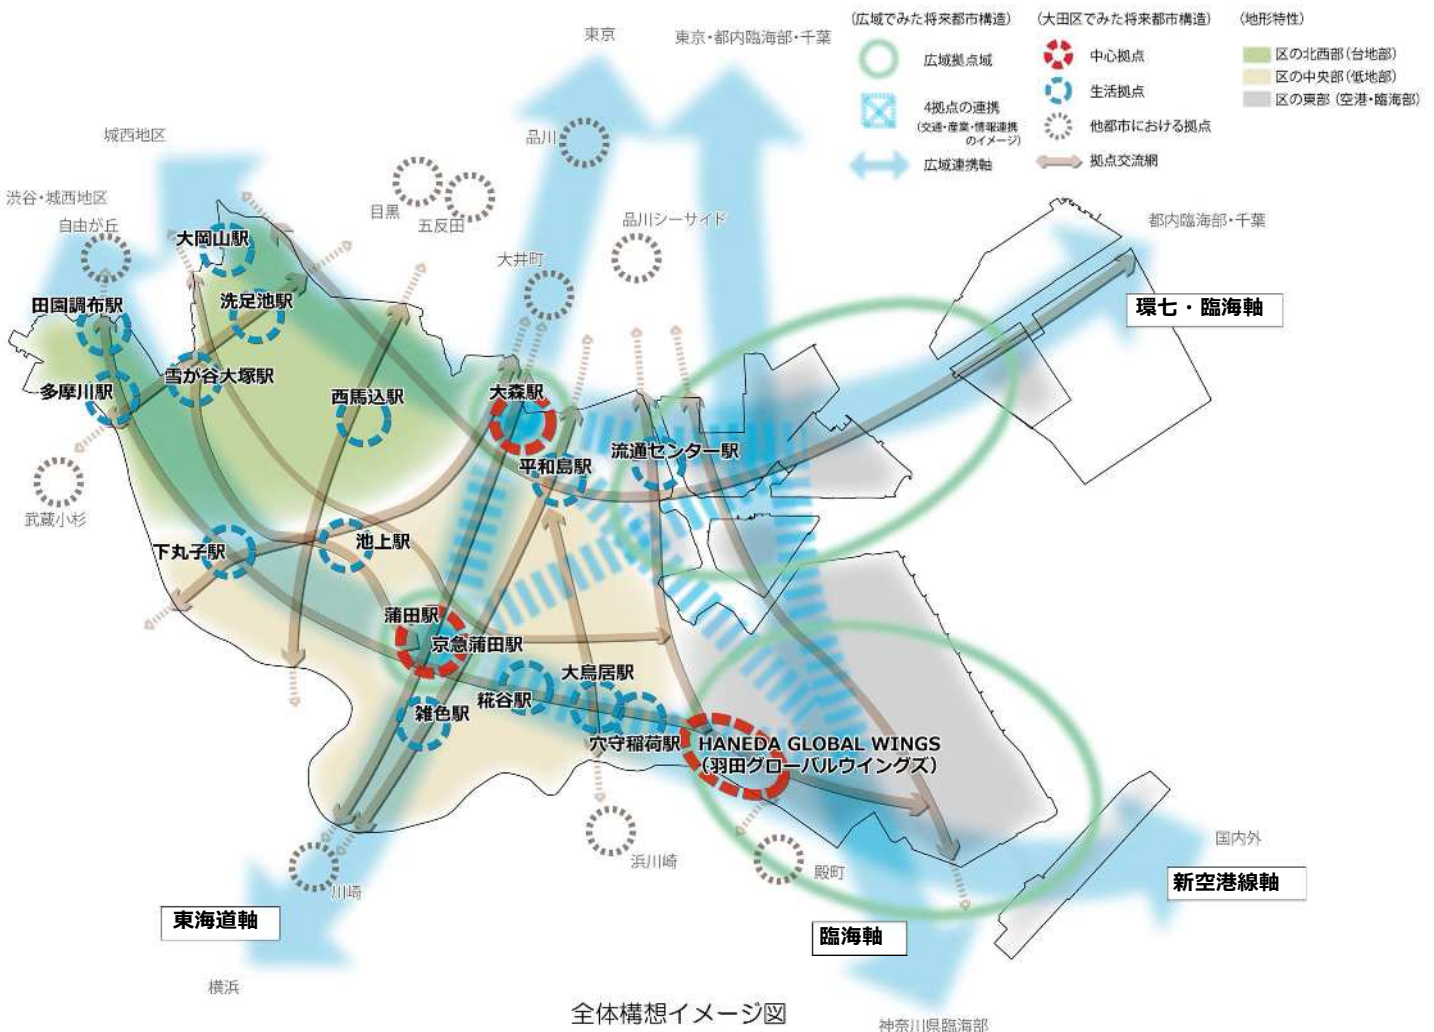 (広域でみた将来都市構造)
広域拠点域
4拠点の連携
(交通・産業・情報連携
のイメージ)
広域連携軸
(大田区でみた将来都市構造)
中心拠点
生活拠点
他都市における拠点
拠点交流網
(地形特性)
区の北西部(台地部)
区の中央部(低地部)
区の東部(空港・臨海部)
東京
東京・都内臨海部・千葉
城西地区
品川
渋谷・城西地区
自由が丘
目黒
五反田
品川シーサイド
都内臨海部・千葉
大岡山駅
大井町
田園調布駅
洗足池駅
環七・臨海軸
多摩川駅
雪が谷大塚駅
西馬込駅
大森駅
流通センター駅
平和島駅
武蔵小杉
下丸子駅
池上駅
蒲田駅
京急蒲田駅
大鳥居駅
糀谷駅
雑色駅
穴守稲荷駅
HANEDA GLOBAL WINGS
(羽田グローバルウイングズ)
国内外
浜川崎
殿町
新空港線軸
川崎
東海道軸
臨海軸
横浜
全体構想イメージ図
神奈川県臨海部